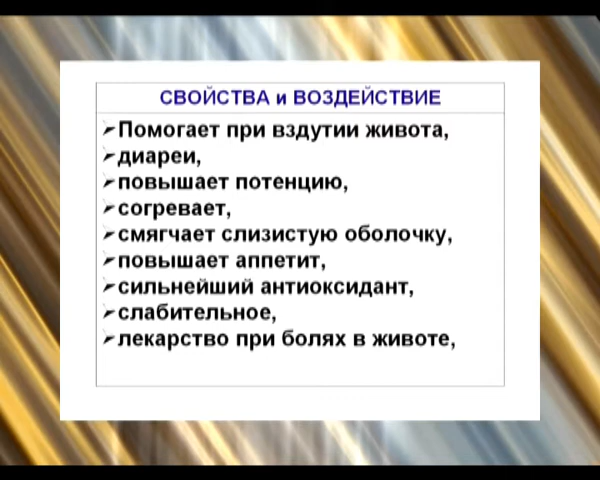 СВОЙСТВА и ВОЗДЕЙСТВИЕ
Помогает при вздутии живота,
диареи,
повышает потенцию,
согревает,
смягчает слизистую оболочку,
повышает аппетит,
сильнейший антиоксидант,
слабительное,
лекарство при болях в животе,